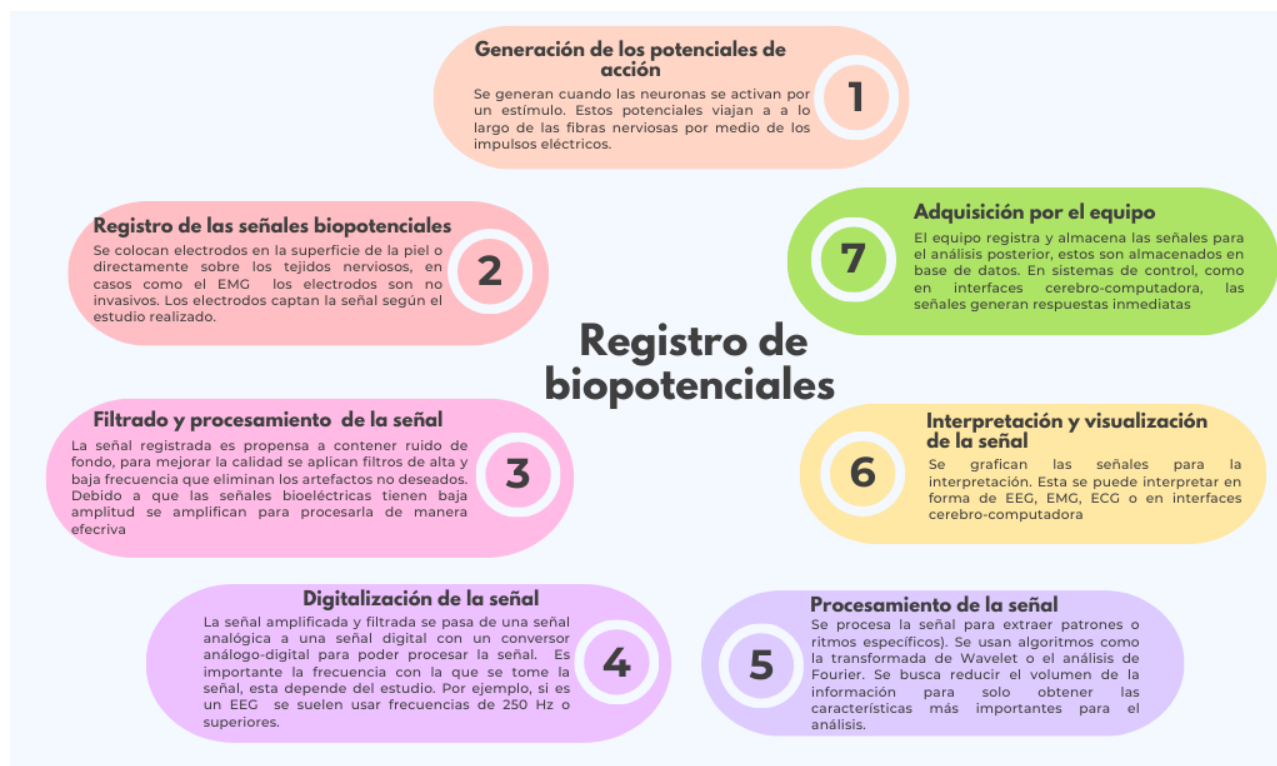 Generación de los potenciales de
acción
Se generan cuando las neuronas se activan por
un estímulo. Estos potenciales viajan a a lo
largo de las fibras nerviosas por medio de los
impulsos eléctricos.
1
Registro de las señales biopotenciales
Se colocan electrodos en la superficie de la piel o
directamente sobre los tejidos nerviosos, en
casos como el EMG los electrodos son no
invasivos. Los electrodos captan la señal según el
estudio realizado.
2
Filtrado y procesamiento de la señal
La señal registrada es propensa a contener ruido de
fondo, para mejorar la calidad se aplican filtros de alta y
baja frecuencia que eliminan los artefactos no deseados.
Debido a que las señales bioeléctricas tienen baja
amplitud se amplifican para procesarla de manera
efecriva
3
Digitalización de la señal
La señal amplificada y filtrada se pasa de una señal
analógica a una señal digital con un conversor
análogo-digital para poder procesar la señal. Es
importante la frecuencia con la que se tome la
señal, esta depende del estudio. Por ejemplo, si es
un EEG se suelen usar frecuencias de 250 Hz o
superiores.
4
Procesamiento de la señal
Se procesa la señal para extraer patrones o
ritmos específicos). Se usan algoritmos como
la transformada de Wavelet o el análisis de
Fourier. Se busca reducir el volumen de la
información para solo obtener las
características más importantes para el
análisis.
5
Interpretación y visualización
de la señal
Se grafican las señales para la
interpretación. Esta se puede interpretar en
forma de EEG, EMG, ECG o en interfaces
cerebro-computadora
6
Adquisición por el equipo
El equipo registra y almacena las señales para
el análisis posterior, estos son almacenados en
base de datos. En sistemas de control, como
en interfaces cerebro-computadora, las
señales generan respuestas inmediatas
7
Registro de
biopotenciales